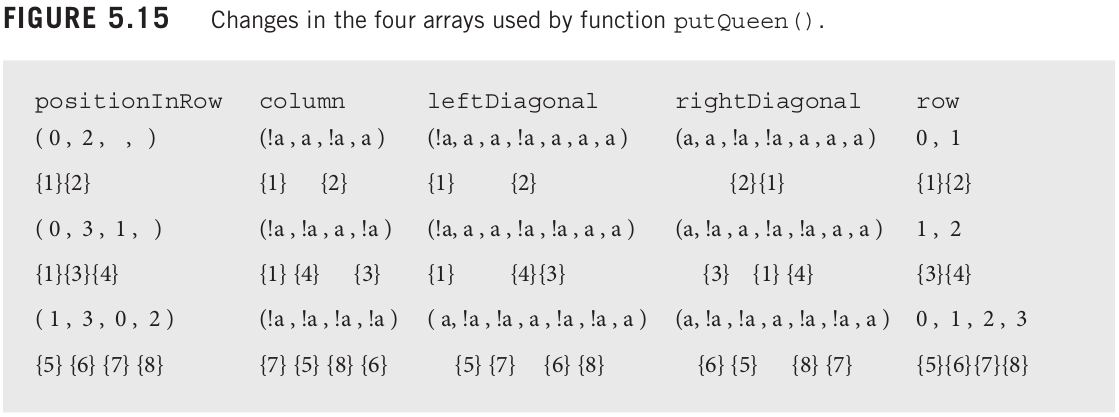 FIGURE 5.15 Changes in the four arrays used by function putQueen().
positionInRow column leftDiagonal rightDiagonal row
( 0 , 2 , , ) (!a , a , !a , a ) (!a, a , a , !a , a , a , a ) (a, a , !a , !a , a , a , a ) 0 , 1
{1}{2} {1} {2} {1} {2} {2}{1} {1}{2}
( 0 , 3 , 1 , ) (!a , !a , a , !a ) (!a, a , a , !a , !a , a , a ) (a, !a , a , !a , !a , a , a ) 1 , 2
{1}{3}{4} {1} {4} {3} {1} {4}{3} {3} {1} {4} {3}{4}
( 1 , 3 , 0 , 2 ) (!a , !a , !a , !a ) ( a, !a , !a , a , !a , !a , a ) (a, !a , !a , a , !a , !a , a ) 0 , 1 , 2 , 3
{5} {6} {7} {8} {7} {5} {8} {6} {5} {7} {6} {8} {6} {5} {8} {7} {5}{6}{7}{8}